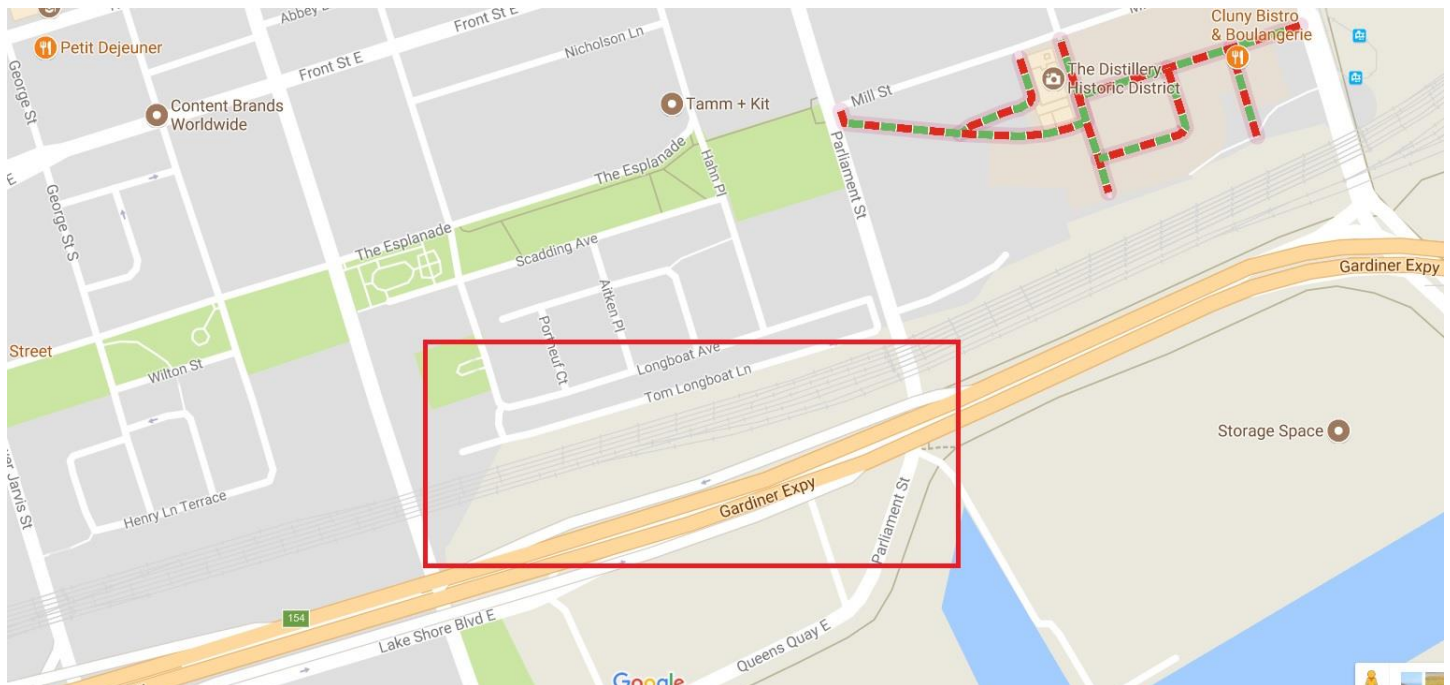 Abbey
Front St E
Petit Dejeuner
Nicholson Ln
Front St E
Cluny Bistro
& Boulangerie
The Distillery
Historic District
George St
Content Brands
Worldwide
Tamm + Kit
Mill St
E
The Esplanade
Hahn Pl
Parliament St
George St S
The Esplanade
Scadding Ave
Gardiner Expy
Aitken Pl
Portneuf Ct
Street
Wilton St
Longboat Ave
Tom Longboat Ln
Storage Space
Jarvis St
Henry Ln Terrace
Gardiner Expy
Parliament St
154
Lake Shore Blvd E
Queens Quay E
Google